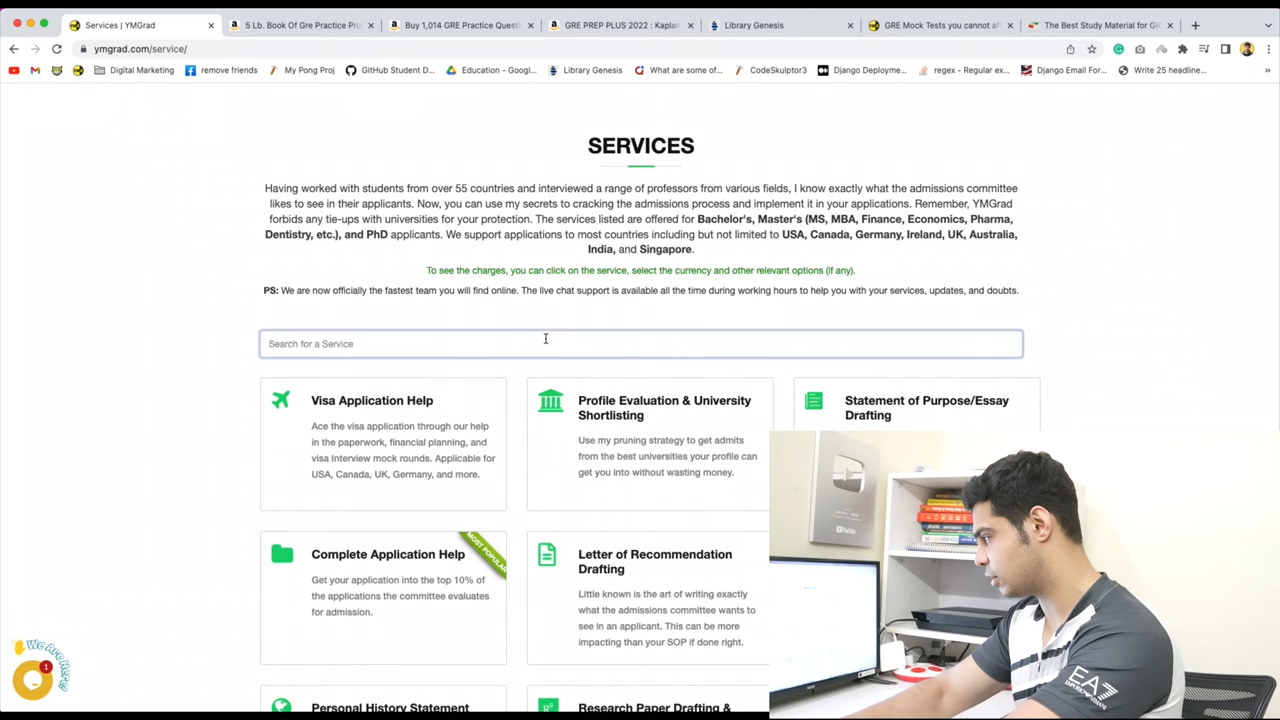 Services | YMGrad
5 Lb. Book Of Gre Practice Pro
Buy 1,014 GRE Practice Questi
GRE PREP PLUS 2022 : Kaplan
Library Genesis
GRE Mock Tests you cannot af
The Best Study Material for GR
ymgrad.com/service/
Digital Marketing
remove friends
My Pong Proj
GitHub Student D...
Education - Googl...
Library Genesis
What are some of...
CodeSkulptor3
Django Deployme...
regex - Regular ex...
Django Email For...
Write 25 headline...
SERVICES
Having worked with students from over 55 countries and interviewed a range of professors from various fields, I know exactly what the admissions committee
likes to see in their applicants. Now, you can use my secrets to cracking the admissions process and implement it in your applications. Remember, YMGrad
forbids any tie-ups with universities for your protection. The services listed are offered for Bachelor's, Master's (MS, MBA, Finance, Economics, Pharma,
Dentistry, etc.), and PhD applicants. We support applications to most countries including but not limited to USA, Canada, Germany, Ireland, UK, Australia,
India, and Singapore.
To see the charges, you can click on the service, select the currency and other relevant options (if any).
PS: We are now officially the fastest team you will find online. The live chat support is available all the time during working hours to help you with your services, updates, and doubts.
Search for a Service
Visa Application Help
Ace the visa application through our help
in the paperwork, financial planning, and
visa Interview mock rounds. Applicable for
USA, Canada, UK, Germany, and more.
Profile Evaluation & University
Shortlisting
Use my pruning strategy to get admits
from the best universities your profile can
get you into without wasting money.
Statement of Purpose/Essay
Drafting
Complete Application Help
MOST POPULAR
Get your application into the top 10% of
the applications the committee evaluates
for admission.
Letter of Recommendation
Drafting
Little known is the art of writing exactly
what the admissions committee wants to
see in an applicant. This can be more
impacting than your SOP if done right.
Personal History Statement
Research Paper Drafting &
We Are Here!
1
YouTube
EA7
EMPORIO ARMANI